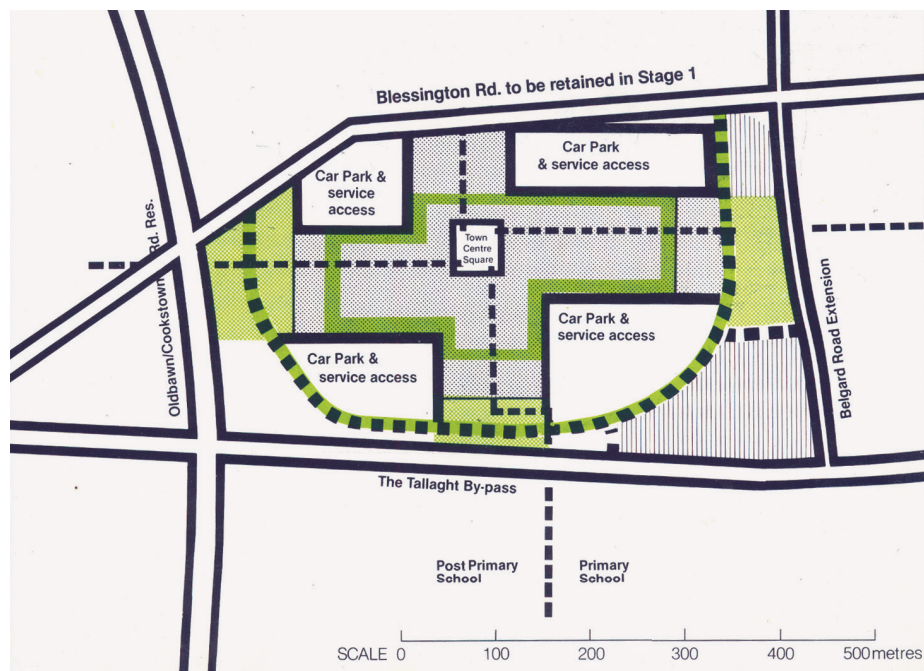 Blessington Rd. to be retained in Stage 1
Car Park &
service
access
Car Park
& service access
Town
Centre
Square
Oldbawn/Cookstown Rd. Res.
Car Park &
service access
Car Park &
service access
Belgard Road Extension
The Tallaght By-pass
Post Primary
School
Primary
School
SCALE 0 100 200 300 400 500 metres